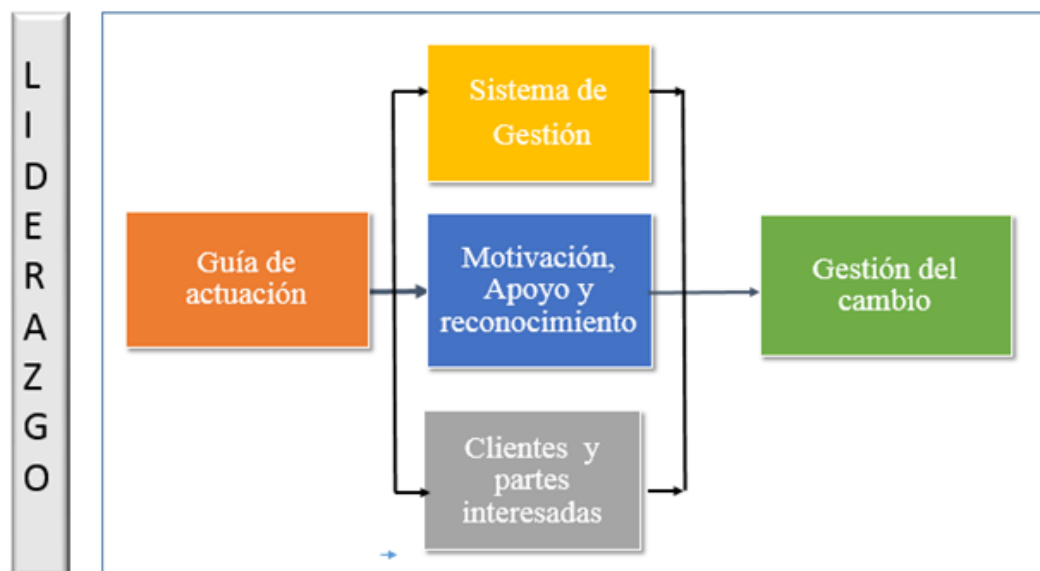 L
I
D
E
R
A
Z
G
O
Sistema de
Gestión
Guía de
actuación
Motivación,
Apoyo y
reconocimiento
Gestión del
cambio
Clientes y
partes
interesadas